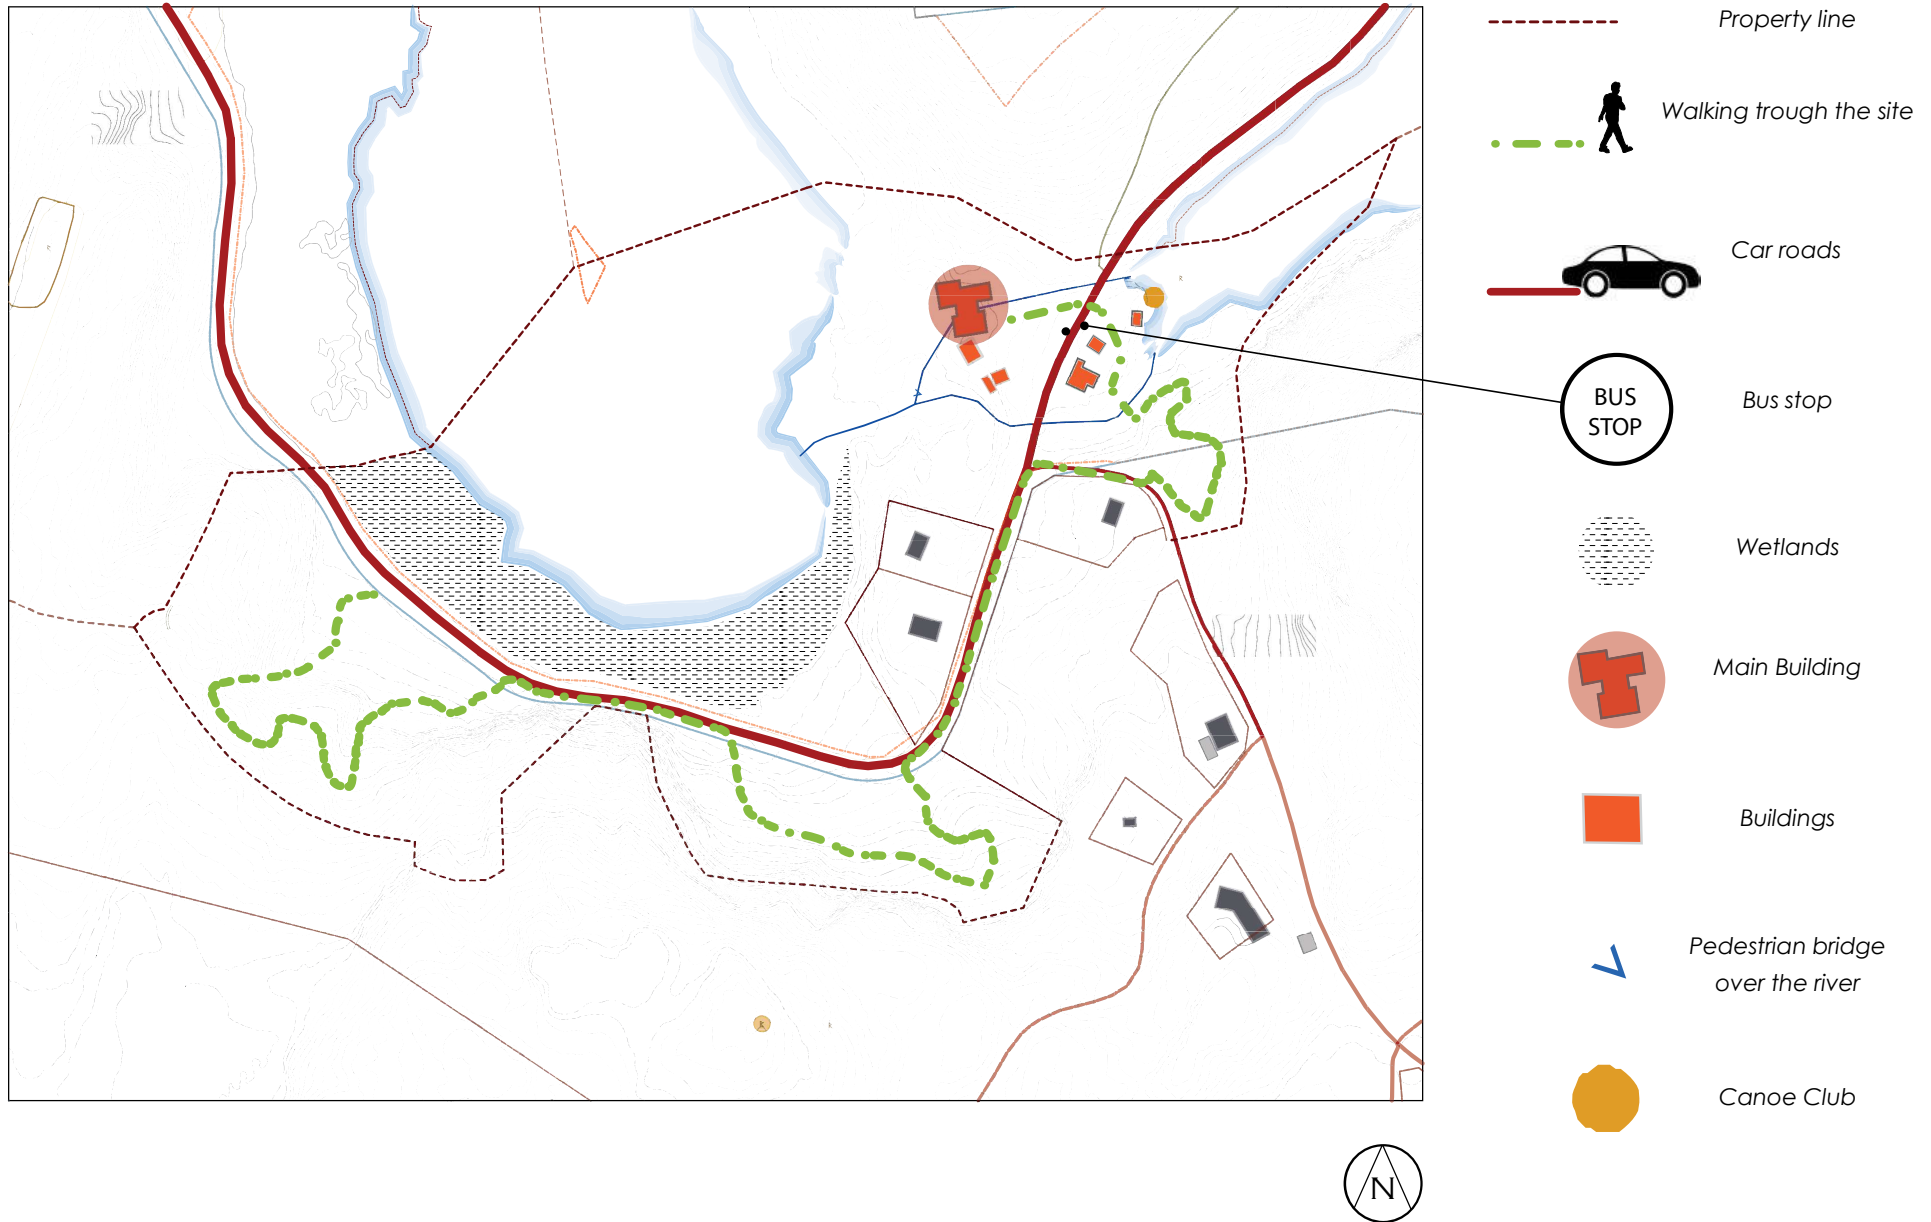 Property line
Walking trough the site
Car roads
BUS
STOP
Bus stop
Wetlands
Main Building
Buildings
Pedestrian bridge
over the river
Canoe Club
N